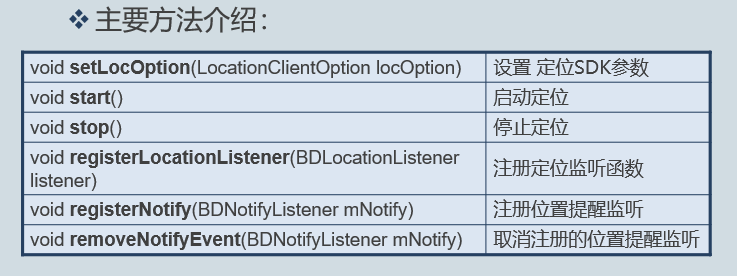 ❖ 主要方法介绍：
void setLocOption(LocationClientOption locOption) 设置 定位SDK参数
void start() 启动定位
void stop() 停止定位
void registerLocationListener(BDLocationListener
listener) 注册定位监听函数
void registerNotify(BDNotifyListener mNotify) 注册位置提醒监听
void removeNotifyEvent(BDNotifyListener mNotify) 取消注册的位置提醒监听